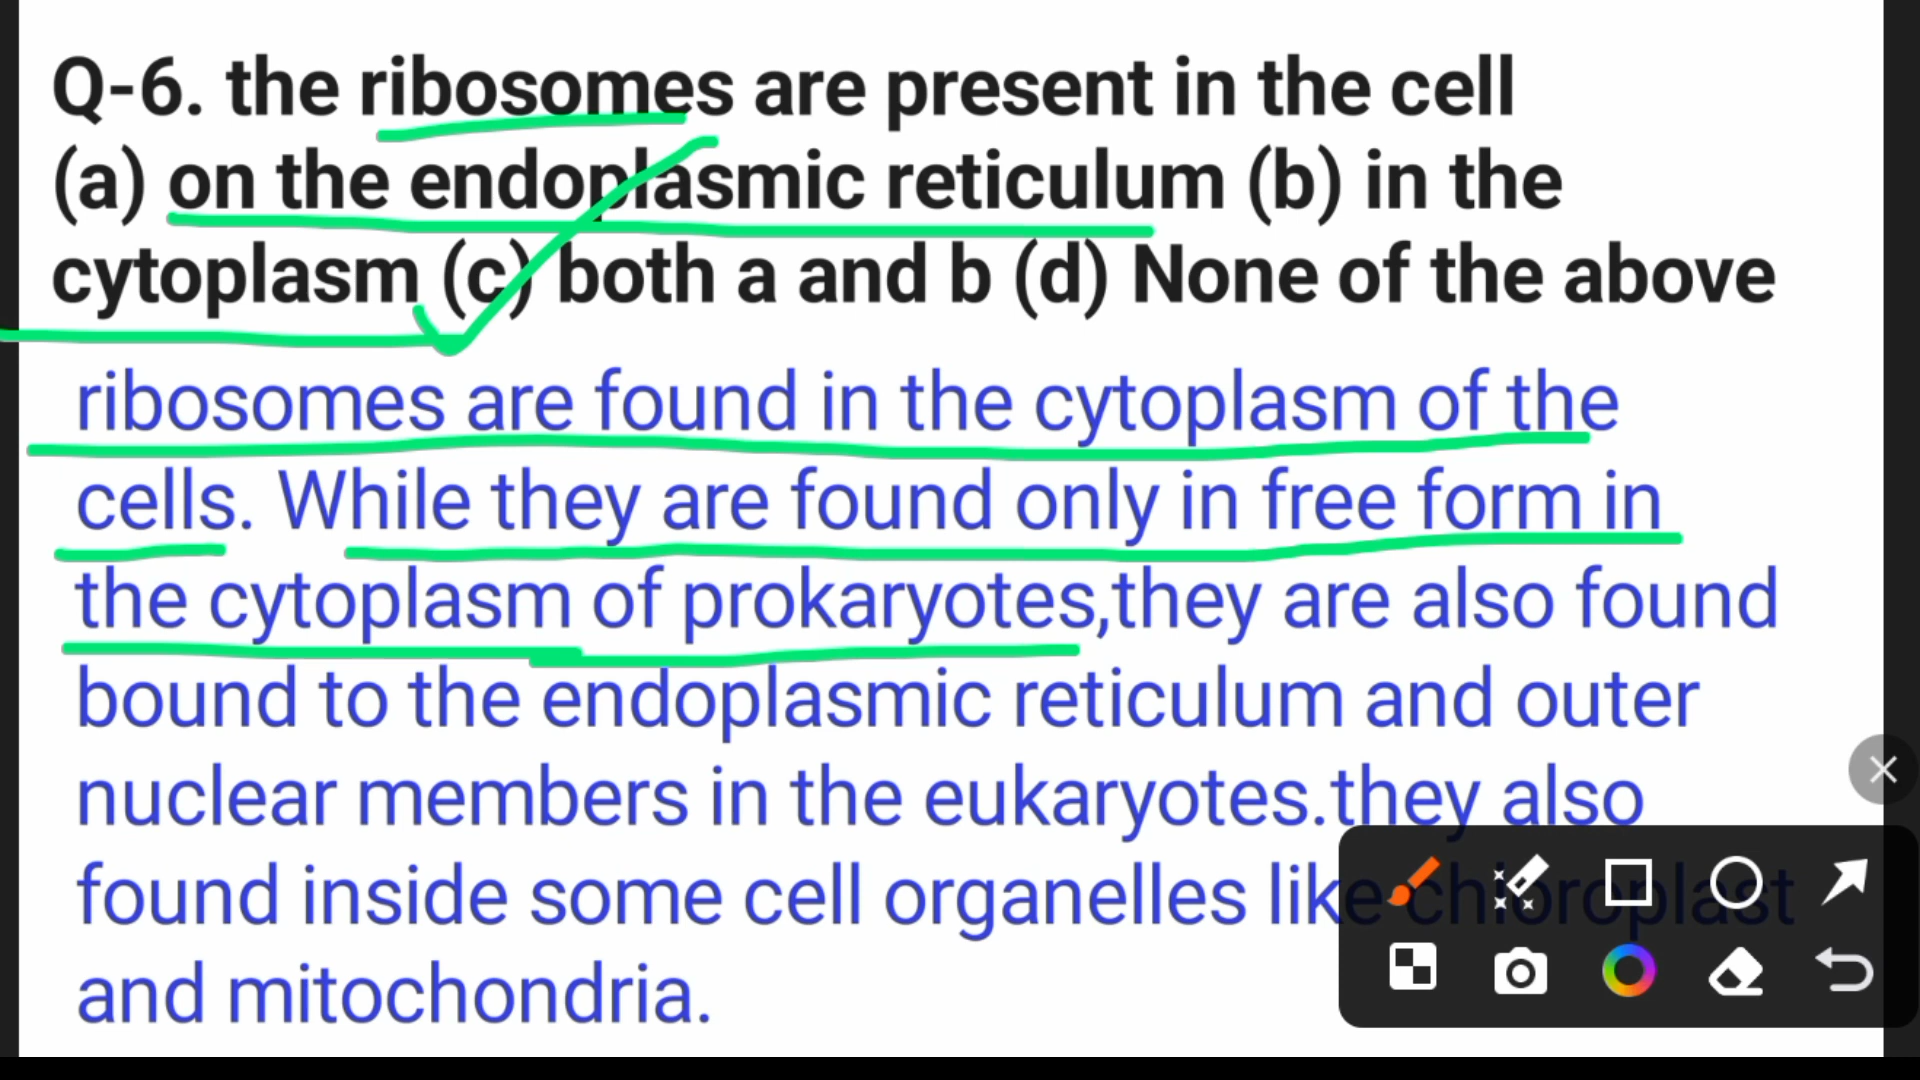 Q-6. the ribosomes are present in the cell
(a) on the endoplasmic reticulum (b) in the
cytoplasm (c) both a and b (d) None of the above
ribosomes are found in the cytoplasm of the
cells. While they are found only in free form in
the cytoplasm of prokaryotes,they are also found
bound to the endoplasmic reticulum and outer
nuclear members in the eukaryotes.they also
found inside some cell organelles like chloroplast
and mitochondria.